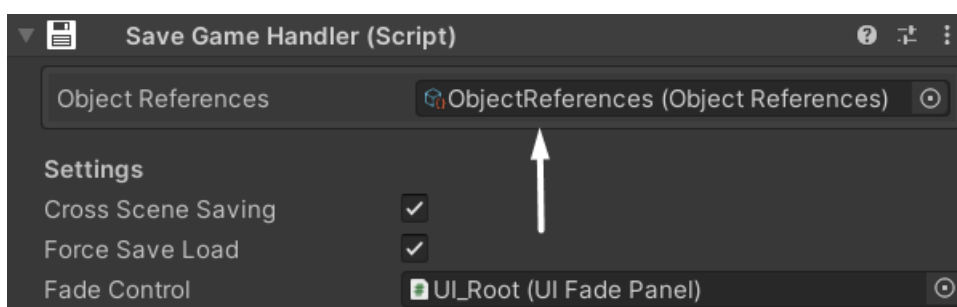 Save Game Handler (Script)
Object References ObjectReferences (Object References)
Settings
Cross Scene Saving
Force Save Load
Fade Control UI_Root (UI Fade Panel)